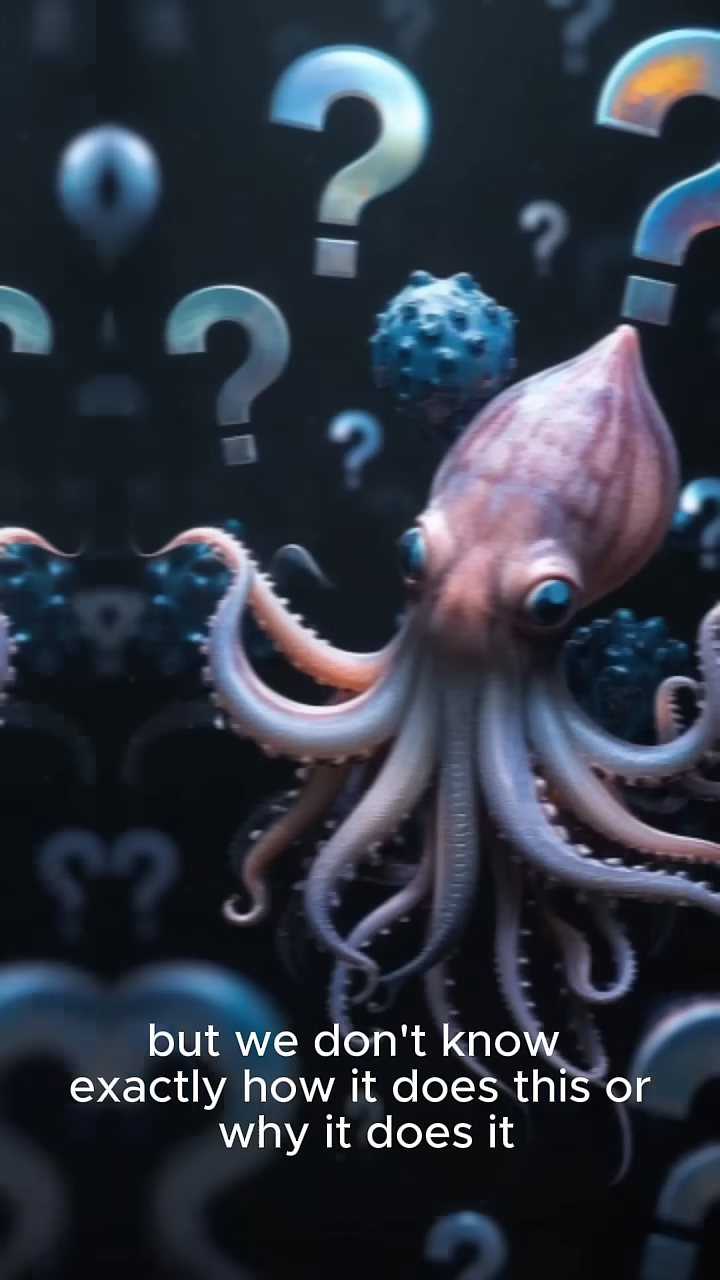 but we don't know
exactly how it does this or
why it does it